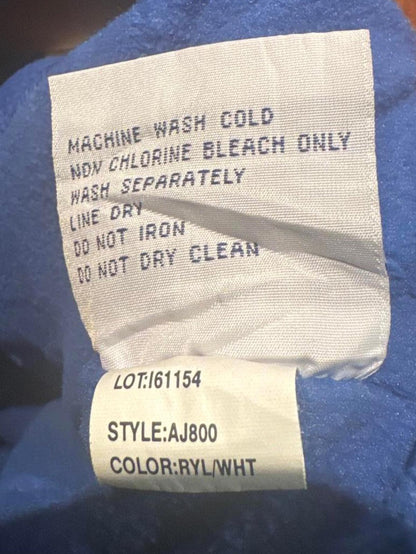 MACHINE WASH COLD
NON CHLORINE BLEACH ONLY
WASH SEPARATELY
LINE DRY
DO NOT IRON
DO NOT DRY CLEAN
LOT:I61154
STYLE:AJ800
COLOR:RYL/WHT